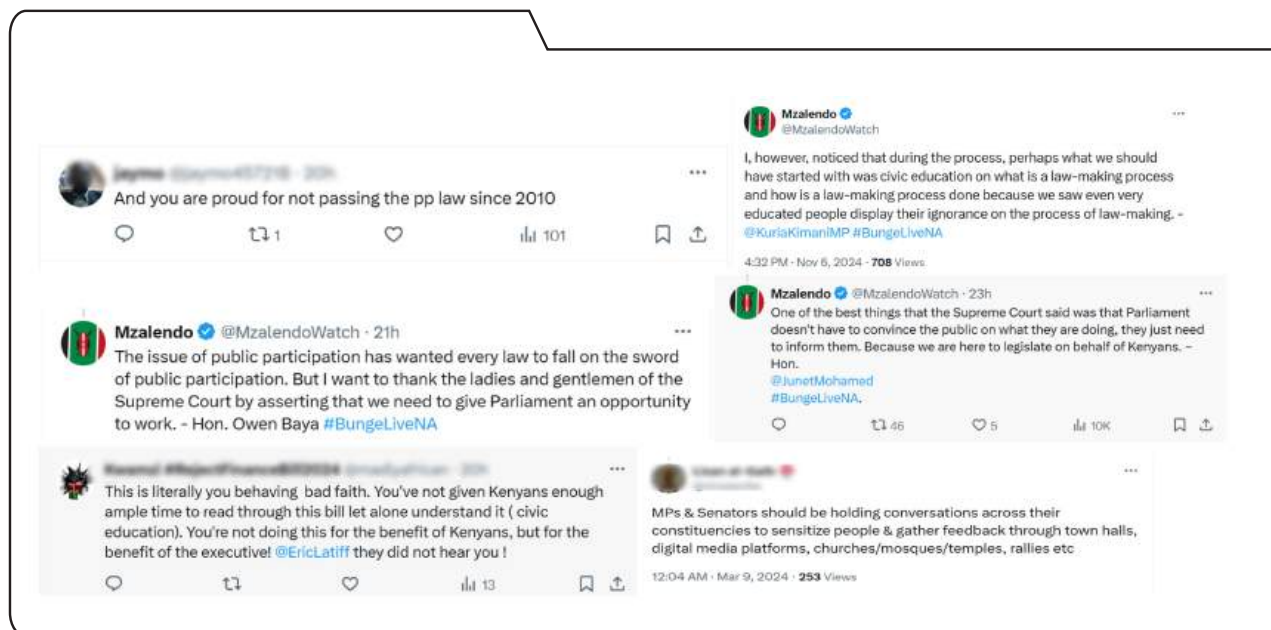 And you are proud for not passing the pp law since 2010
1
101
Mzalendo
@MzalendoWatch
I, however, noticed that during the process, perhaps what we should
have started with was civic education on what is a law-making process
and how is a law-making process done because we saw even very
educated people display their ignorance on the process of law-making. -
@KuriaKimaniMP #BungeLiveNA
4:32 PM · Nov 6, 2024 · 708 Views
Mzalendo @MzalendoWatch · 21h
The issue of public participation has wanted every law to fall on the sword
of public participation. But I want to thank the ladies and gentlemen of the
Supreme Court by asserting that we need to give Parliament an opportunity
to work. - Hon. Owen Baya #BungeLiveNA
Mzalendo @MzalendoWatch · 23h
One of the best things that the Supreme Court said was that Parliament
doesn't have to convince the public on what they are doing, they just need
to inform them. Because we are here to legislate on behalf of Kenyans. –
Hon.
@JunetMohamed
#BungeLiveNA.
46
5
10K
This is literally you behaving bad faith. You've not given Kenyans enough
ample time to read through this bill let alone understand it ( civic
education). You're not doing this for the benefit of Kenyans, but for the
benefit of the executive! @EricLatiff they did not hear you !
13
MPs & Senators should be holding conversations across their
constituencies to sensitize people & gather feedback through town halls,
digital media platforms, churches/mosques/temples, rallies etc
12:04 AM · Mar 9, 2024 · 253 Views